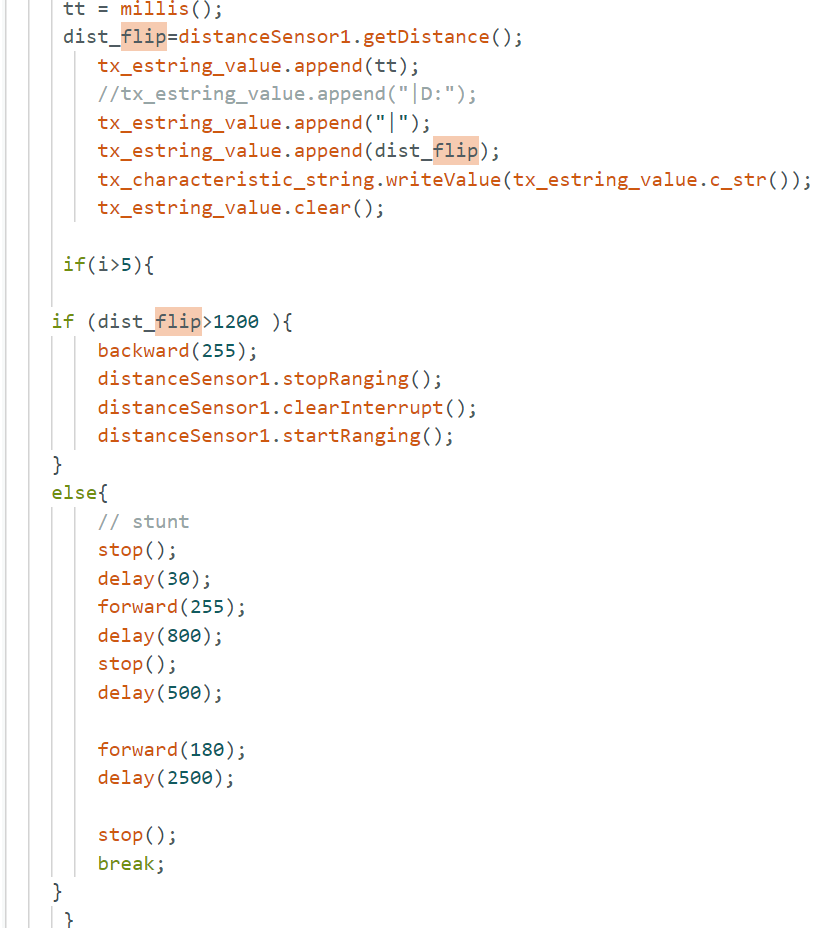 tt = millis();
dist_flip=distanceSensor1.getDistance();
tx_estring_value.append(tt);
//tx_estring_value.append("|D:");
tx_estring_value.append("|");
tx_estring_value.append(dist_flip);
tx_characteristic_string.writeValue(tx_estring_value.c_str());
tx_estring_value.clear();
if(i>5){
if (dist_flip>1200 ){
backward(255);
distanceSensor1.stopRanging();
distanceSensor1.clearInterrupt();
distanceSensor1.startRanging();
}
else{
// stunt
stop();
delay(30);
forward(255);
delay(800);
stop();
delay(500);
forward(180);
delay(2500);
stop();
break;
}
}